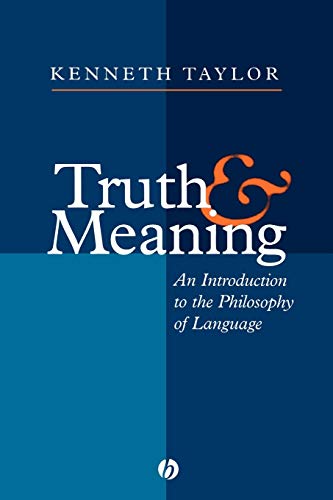 KENNETH TAYLOR
Truth &
Meaning
An Introduction
to the Philosophy
of Language
b